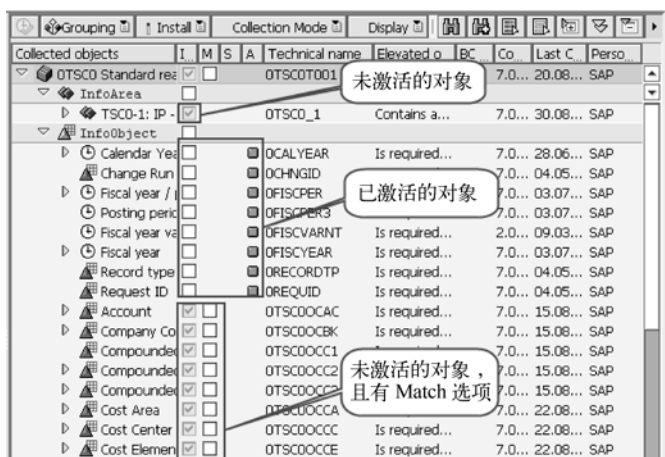 Grouping Install Collection Mode Display
Collected objects I... M S A Technical name Elevated o BC... Co... Last C... Perso...
0TSC0 Standard rea 0TSC0T001 7.0... 20.08... SAP
未激活的对象
InfoArea
TSC0-1: IP - 0TSC0_1 Contains a... 7.0... 30.08... SAP
InfoObject
Calendar Yea 0CALYEAR Is required... 7.0... 28.06... SAP
Change Run 0CHNGID 7.0... 04.05... SAP
Fiscal year / 0FISCPER 7.0... 03.07... SAP
已激活的对象
Posting peric 0FISCPER3 7.0... 03.07... SAP
Fiscal year va 0FISCVARNT Is required... 2.0... 09.03... SAP
Fiscal year 0FISCYEAR Is required... 7.0... 03.07... SAP
Record type 0RECORDTP Is required... 7.0... 04.05... SAP
Request ID 0REQUID Is required... 7.0... 04.05... SAP
Account 0TSC0OCAC Is required... 7.0... 15.08... SAP
Company Co 0TSC0OCBK Is required... 7.0... 15.08... SAP
Compounded 0TSC0OCC1 7.0... 15.08... SAP
Compounded 0TSC0OCC2 7.0... 15.08... SAP
未激活的对象，
且有 Match 选项
Compounded 7.0... 15.08... SAP
Cost Area 0TSC0OCCA 7.0... 22.08... SAP
Cost Center 0TSC0OCCC Is required... 7.0... 22.08... SAP
Cost Elemen 0TSC0OCCE Is required... 7.0... 22.08... SAP